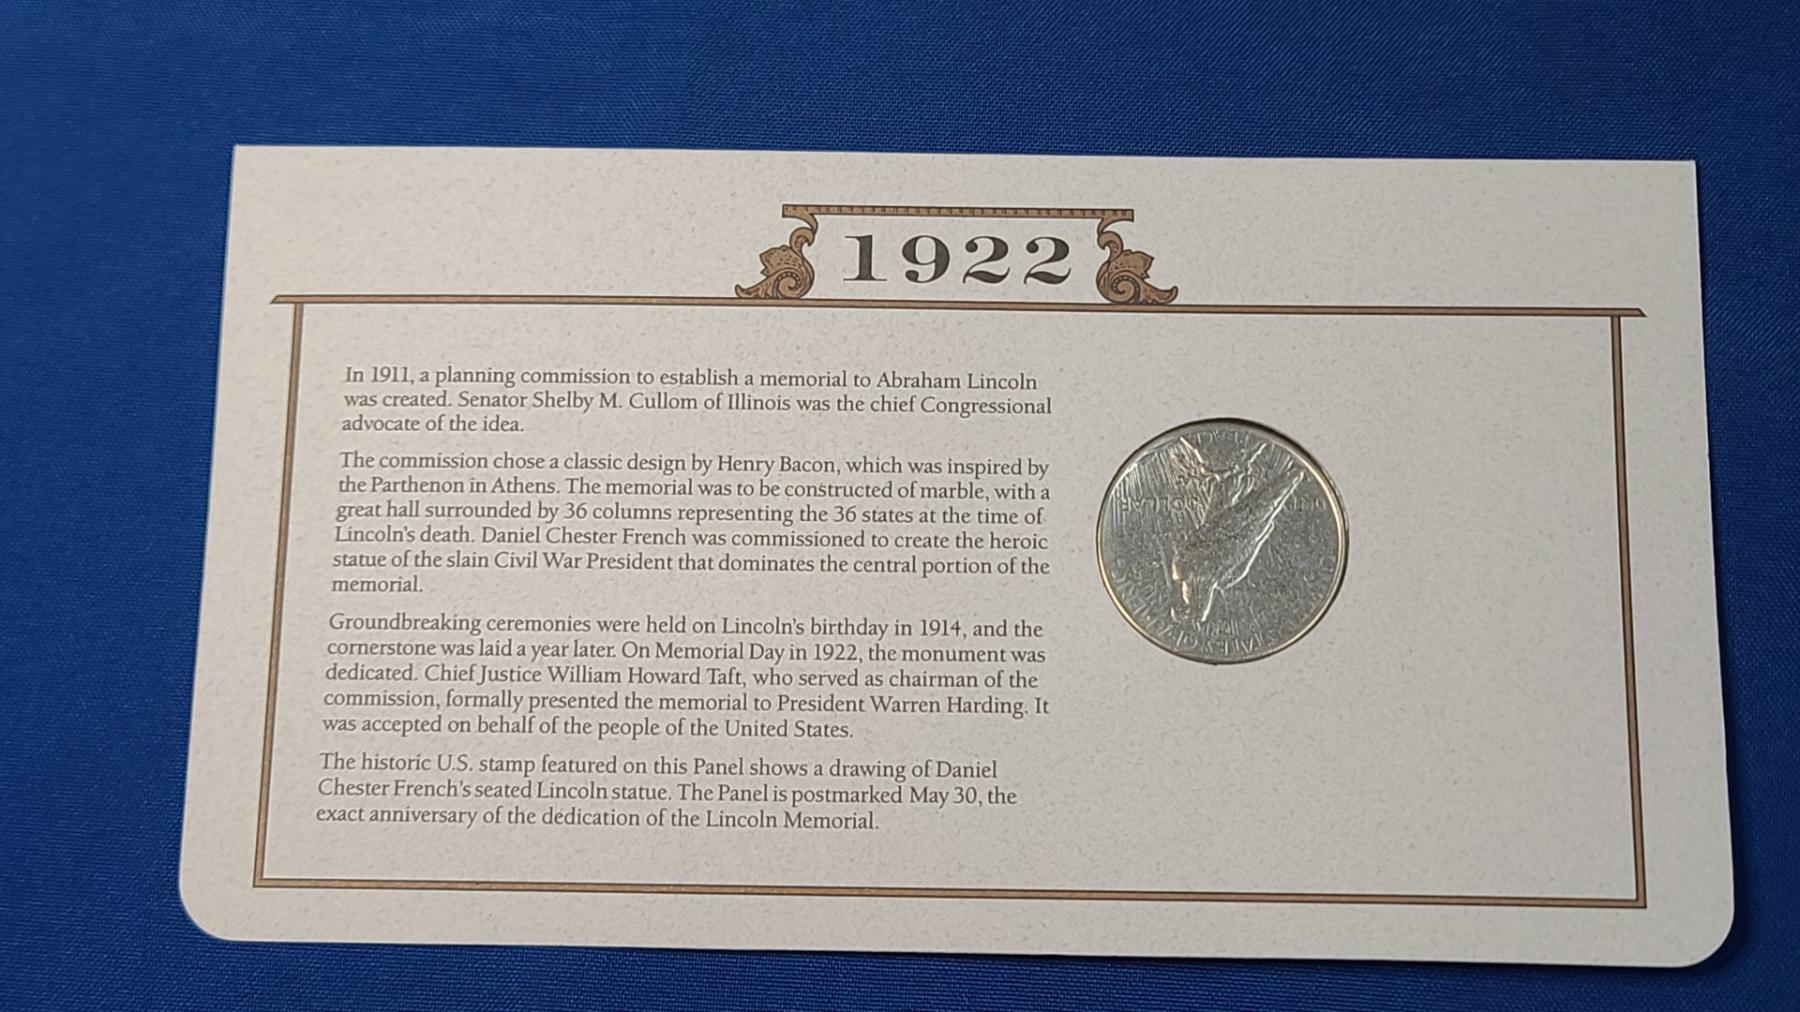 1922
In 1911, a planning commission to establish a memorial to Abraham Lincoln
was created. Senator Shelby M. Cullom of Illinois was the chief Congressional
advocate of the idea.
The commission chose a classic design by Henry Bacon, which was inspired by
the Parthenon in Athens. The memorial was to be constructed of marble, with a
great hall surrounded by 36 columns representing the 36 states at the time of
Lincoln's death. Daniel Chester French was commissioned to create the heroic
statue of the slain Civil War President that dominates the central portion of the
memorial.
Groundbreaking ceremonies were held on Lincoln's birthday in 1914, and the
cornerstone was laid a year later. On Memorial Day in 1922, the monument was
dedicated. Chief Justice William Howard Taft, who served as chairman of the
commission, formally presented the memorial to President Warren Harding. It
was accepted on behalf of the people of the United States.
The historic U.S. stamp featured on this Panel shows a drawing of Daniel
Chester French's seated Lincoln statue. The Panel is postmarked May 30, the
exact anniversary of the dedication of the Lincoln Memorial.
DOLLAR